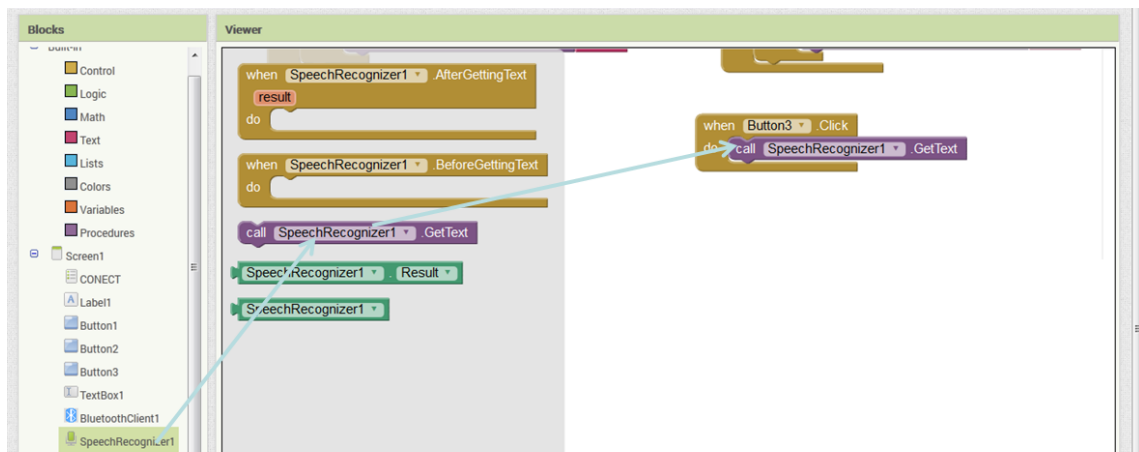 Blocks
Viewer
Built-in
Control
Logic
Math
Text
Lists
Colors
Variables
Procedures
Screen1
CONECT
Label1
Button1
Button2
Button3
TextBox1
BluetoothClient1
SpeechRecognizer1
when SpeechRecognizer1 .AfterGettingText
result
do
when SpeechRecognizer1 .BeforeGettingText
do
call SpeechRecognizer1 .GetText
SpeechRecognizer1 . Result
SpeechRecognizer1
when Button3 .Click
do call SpeechRecognizer1 .GetText